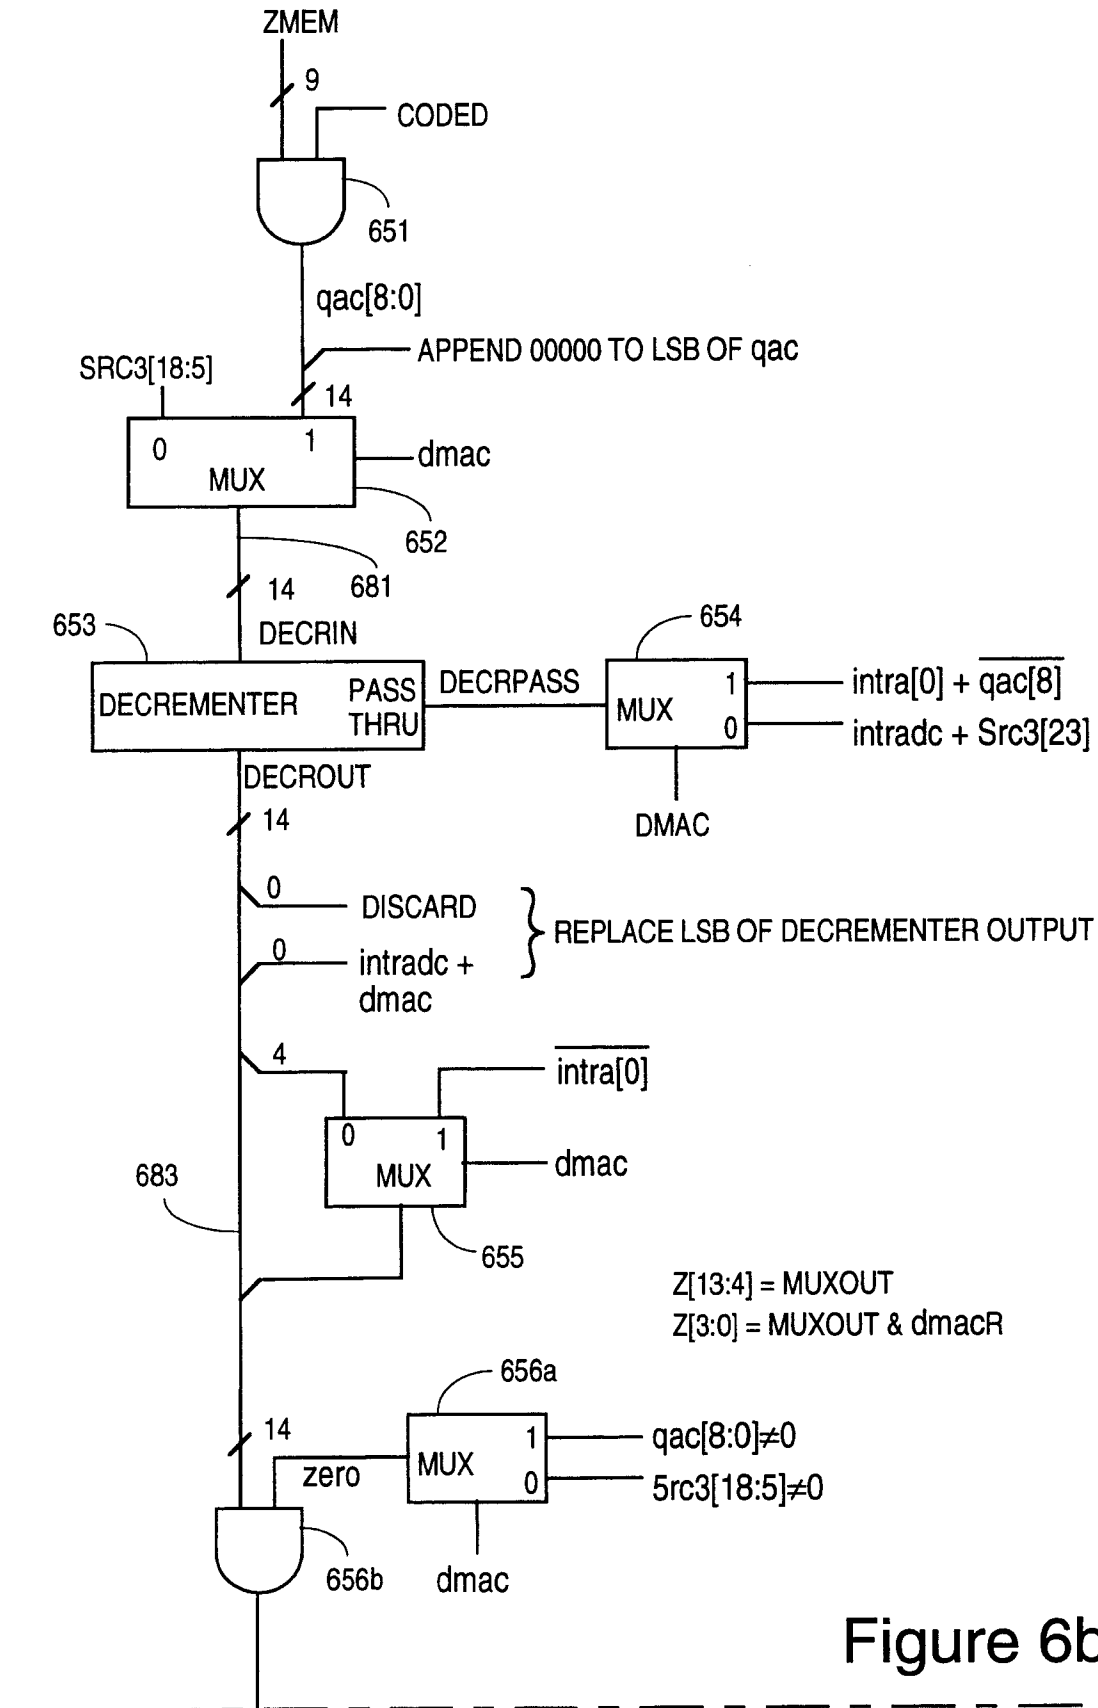 ZMEM
9
CODED
651
qac[8:0]
APPEND 00000 TO LSB OF qac
SRC3[18:5]
14
0 1
MUX
dmac
652
681
14
653
DECRIN
654
DECREMENTER
PASS
THRU
DECRPASS
MUX
1
0
intra[0] + q̅a̅c̅[̅8̅]̅
intradc + Src3[23]
DECROUT
DMAC
14
0
DISCARD
REPLACE LSB OF DECREMENTER OUTPUT
0
intradc +
dmac
4
i̅n̅t̅r̅a̅[̅0̅]̅
0 1
MUX
dmac
683
655
Z[13:4] = MUXOUT
Z[3:0] = MUXOUT & dmacR
656a
14
zero
MUX
1
0
qac[8:0]≠0
5rc3[18:5]≠0
656b
dmac
Figure 6b